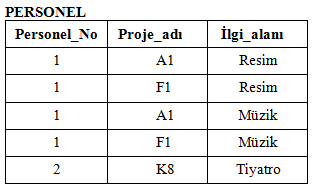 PERSONEL
Personel_No Proje_adı İlgi_alanı
1 A1 Resim
1 F1 Resim
1 A1 Müzik
1 F1 Müzik
2 K8 Tiyatro